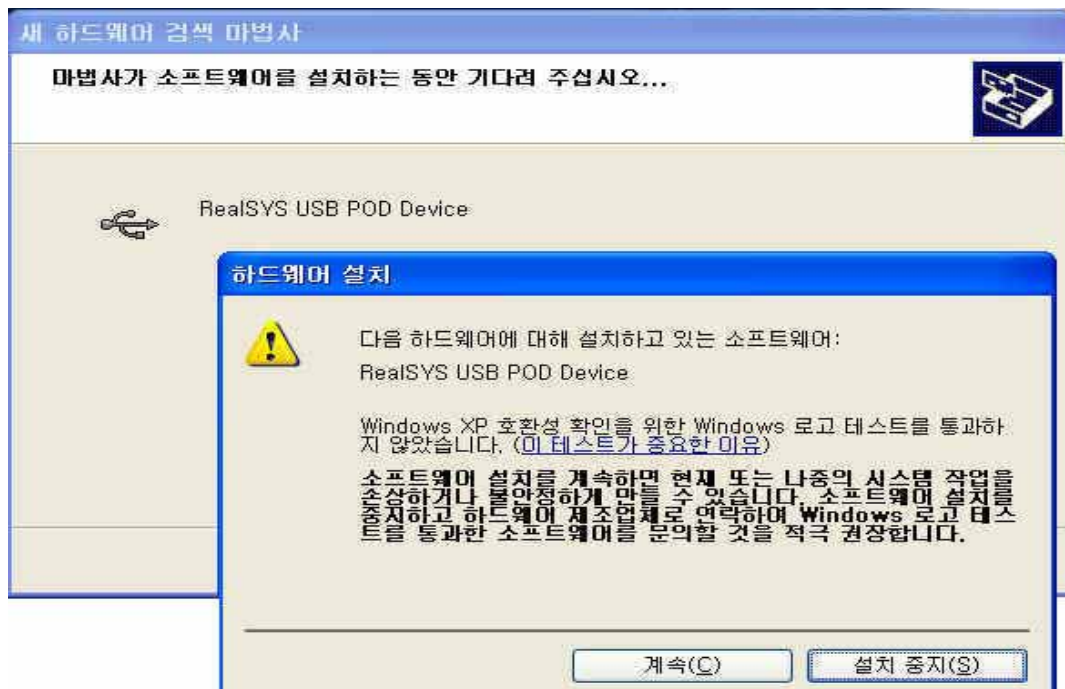 새 하드웨어 검색 마법사
마법사가 소프트웨어를 설치하는 동안 기다려 주십시오...
RealSYS USB POD Device
하드웨어 설치
다음 하드웨어에 대해 설치하고 있는 소프트웨어:
RealSYS USB POD Device
Windows XP 호환성 확인을 위한 Windows 로고 테스트를 통과하
지 않았습니다. (이 테스트가 중요한 이유)
소프트웨어 설치를 계속하면 현재 또는 나중의 시스템 작업을
손상하거나 불안정하게 만들 수 있습니다. 소프트웨어 설치를
중지하고 하드웨어 제조업체로 연락하여 Windows 로고 테스
트를 통과한 소프트웨어를 문의할 것을 적극 권장합니다.
계속(C)
설치 중지(S)